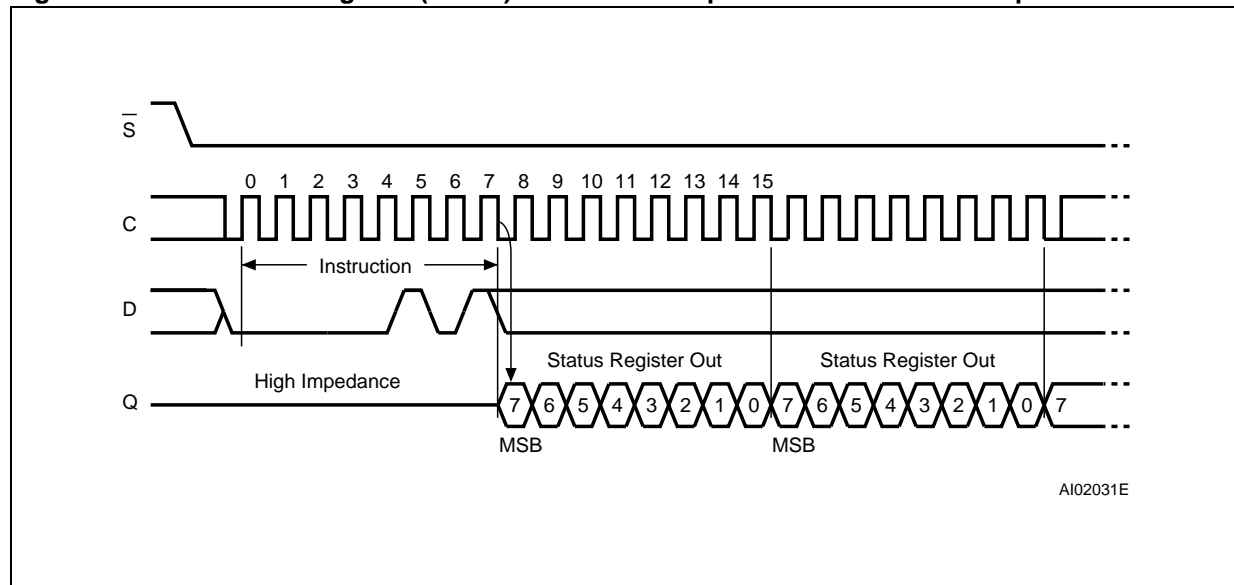 S
0 1 2 3 4 5 6 7 8 9 10 11 12 13 14 15
C
Instruction
D
Status Register Out Status Register Out
High Impedance
Q 7 6 5 4 3 2 1 0 7 6 5 4 3 2 1 0 7
MSB MSB
AI02031E